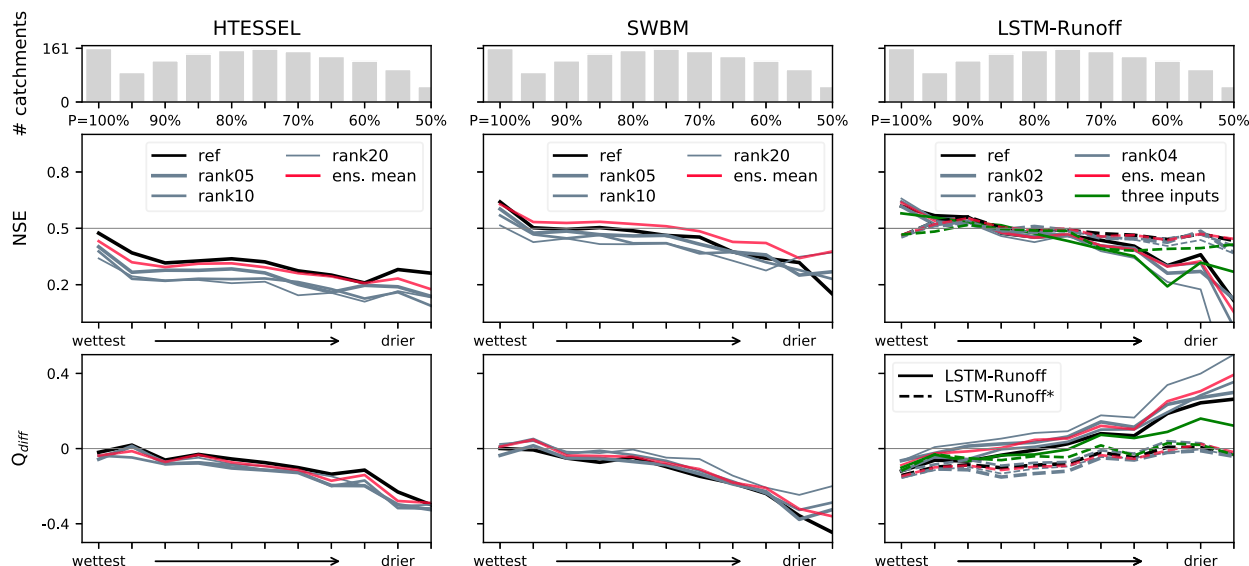 HTESSEL
SWBM
LSTM-Runoff
# catchments
161
0
P=100% 90% 80% 70% 60% 50%
P=100% 90% 80% 70% 60% 50%
P=100% 90% 80% 70% 60% 50%
NSE
0.8
0.5
0.2
ref
rank05
rank10
rank20
ens. mean
ref
rank05
rank10
rank20
ens. mean
ref
rank02
rank03
rank04
ens. mean
three inputs
wettest drier
wettest drier
wettest drier
Qdiff
0.4
0
-0.4
LSTM-Runoff
LSTM-Runoff*
wettest drier
wettest drier
wettest drier